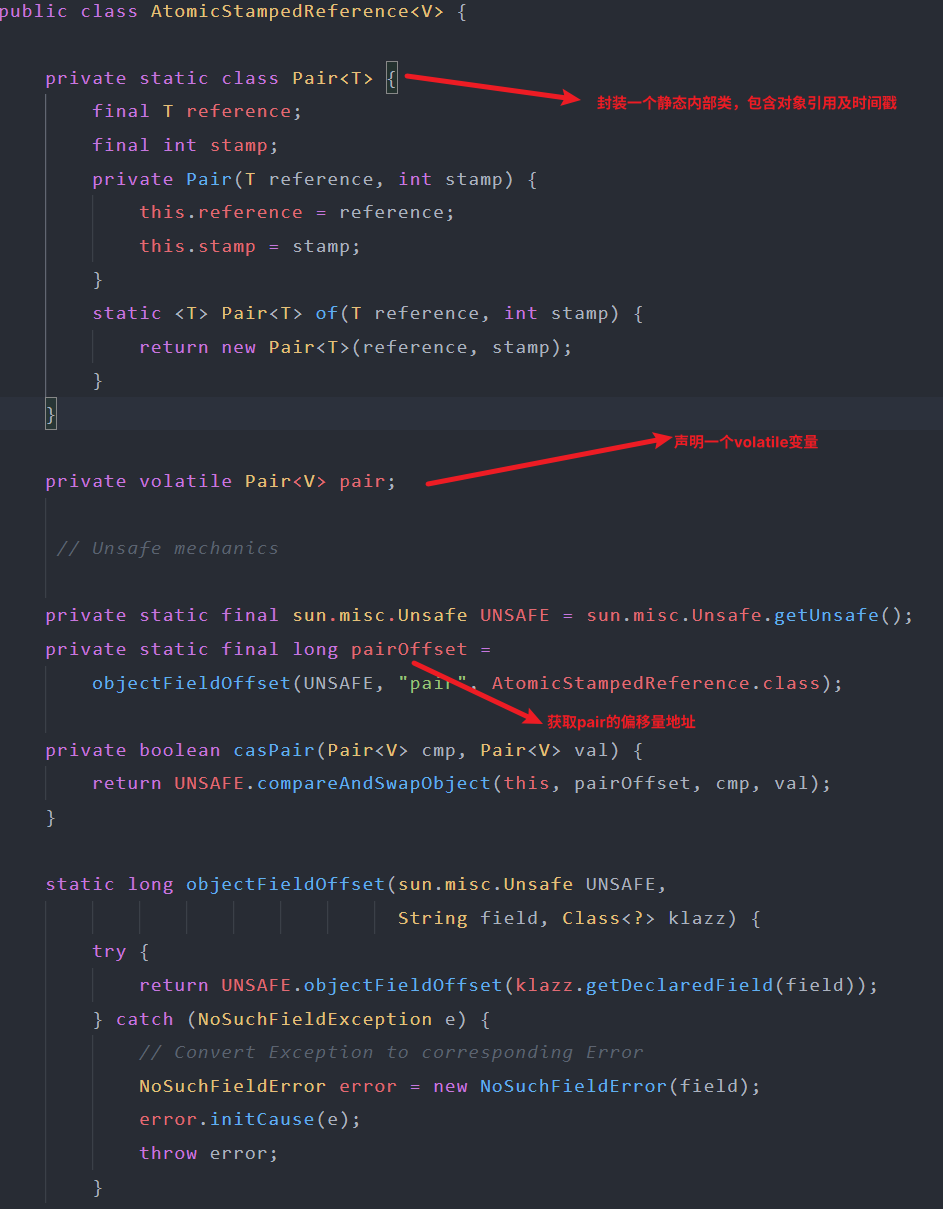 public class AtomicStampedReference<V> {
private static class Pair<T> {
封装一个静态内部类，包含对象引用及时间戳
final T reference;
final int stamp;
private Pair(T reference, int stamp) {
this.reference = reference;
this.stamp = stamp;
}
static <T> Pair<T> of(T reference, int stamp) {
return new Pair<T>(reference, stamp);
}
}
声明一个volatile变量
private volatile Pair<V> pair;
// Unsafe mechanics
private static final sun.misc.Unsafe UNSAFE = sun.misc.Unsafe.getUnsafe();
private static final long pairOffset =
objectFieldOffset(UNSAFE, "pair", AtomicStampedReference.class);
获取pair的偏移量地址
private boolean casPair(Pair<V> cmp, Pair<V> val) {
return UNSAFE.compareAndSwapObject(this, pairOffset, cmp, val);
}
static long objectFieldOffset(sun.misc.Unsafe UNSAFE,
String field, Class<?> klazz) {
try {
return UNSAFE.objectFieldOffset(klazz.getDeclaredField(field));
} catch (NoSuchFieldException e) {
// Convert Exception to corresponding Error
NoSuchFieldError error = new NoSuchFieldError(field);
error.initCause(e);
throw error;
}